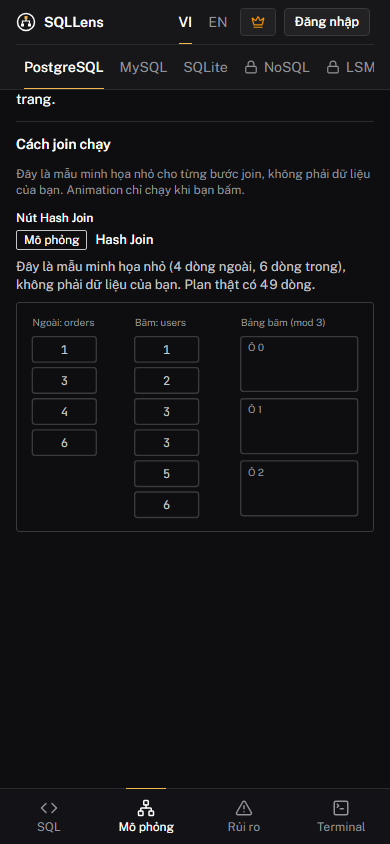 SQLLens
VI EN Đăng nhập
PostgreSQL MySQL SQLite NoSQL LSM
trang.
Cách join chạy
Đây là mẫu minh họa nhỏ cho từng bước join, không phải dữ liệu
của bạn. Animation chỉ chạy khi bạn bấm.
Nút Hash Join
Mô phỏng Hash Join
Đây là mẫu minh họa nhỏ (4 dòng ngoài, 6 dòng trong),
không phải dữ liệu của bạn. Plan thật có 49 dòng.
Ngoài: orders
1
3
4
6
Băm: users
1
2
3
3
5
6
Bảng băm (mod 3)
Ô 0
Ô 1
Ô 2
SQL Mô phỏng Rủi ro Terminal